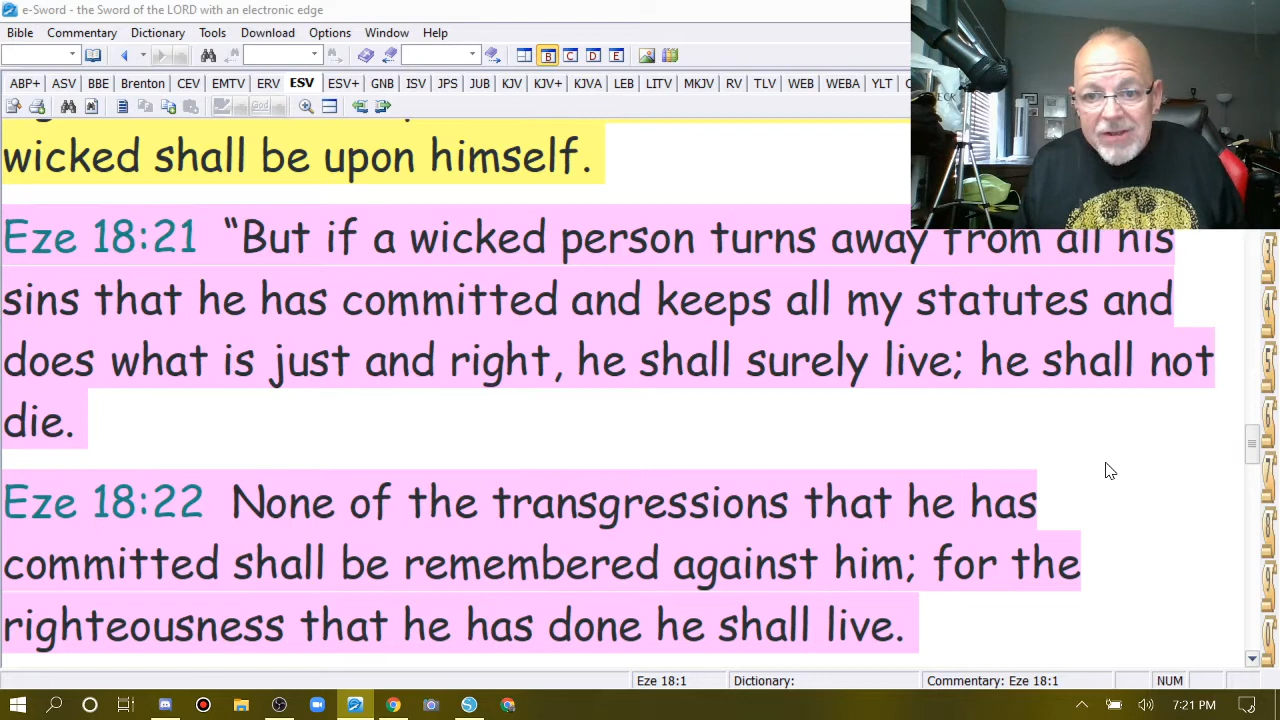 e-Sword - the Sword of the LORD with an electronic edge
Bible Commentary Dictionary Tools Download Options Window Help
B C D E
ABP+ ASV BBE Brenton CEV EMTV ERV ESV ESV+ GNB ISV JPS JUB KJV KJV+ KJVA LEB LITV MKJV RV TLV WEB WEBA YLT
wicked shall be upon himself.
Eze 18:21 “But if a wicked person turns away from all his
sins that he has committed and keeps all my statutes and
does what is just and right, he shall surely live; he shall not
die.
Eze 18:22 None of the transgressions that he has
committed shall be remembered against him; for the
righteousness that he has done he shall live.
Eze 18:1 Dictionary: Commentary: Eze 18:1 NUM
7:21 PM